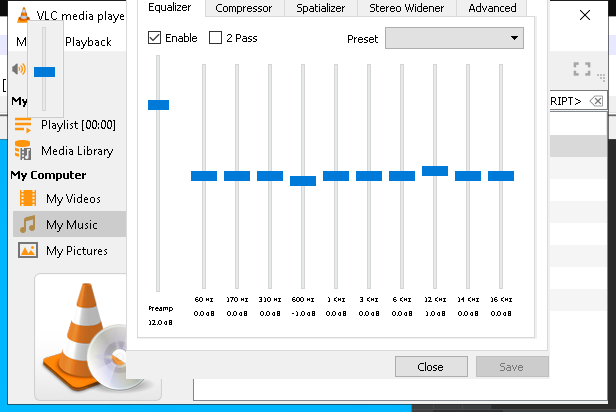 VLC media playe
M Playback
My
Playlist [00:00]
Media Library
My Computer
My Videos
My Music
My Pictures
Equalizer Compressor Spatializer Stereo Widener Advanced
Enable 2 Pass Preset
Preamp 60 Hz 170 Hz 310 Hz 600 Hz 1 KHz 3 KHz 6 KHz 12 KHz 14 KHz 16 KHz
12.0 dB 0.0 dB 0.0 dB 0.0 dB -1.0 dB 0.0 dB 0.0 dB 0.0 dB 1.0 dB 0.0 dB 0.0 dB
Close Save
RIPT>